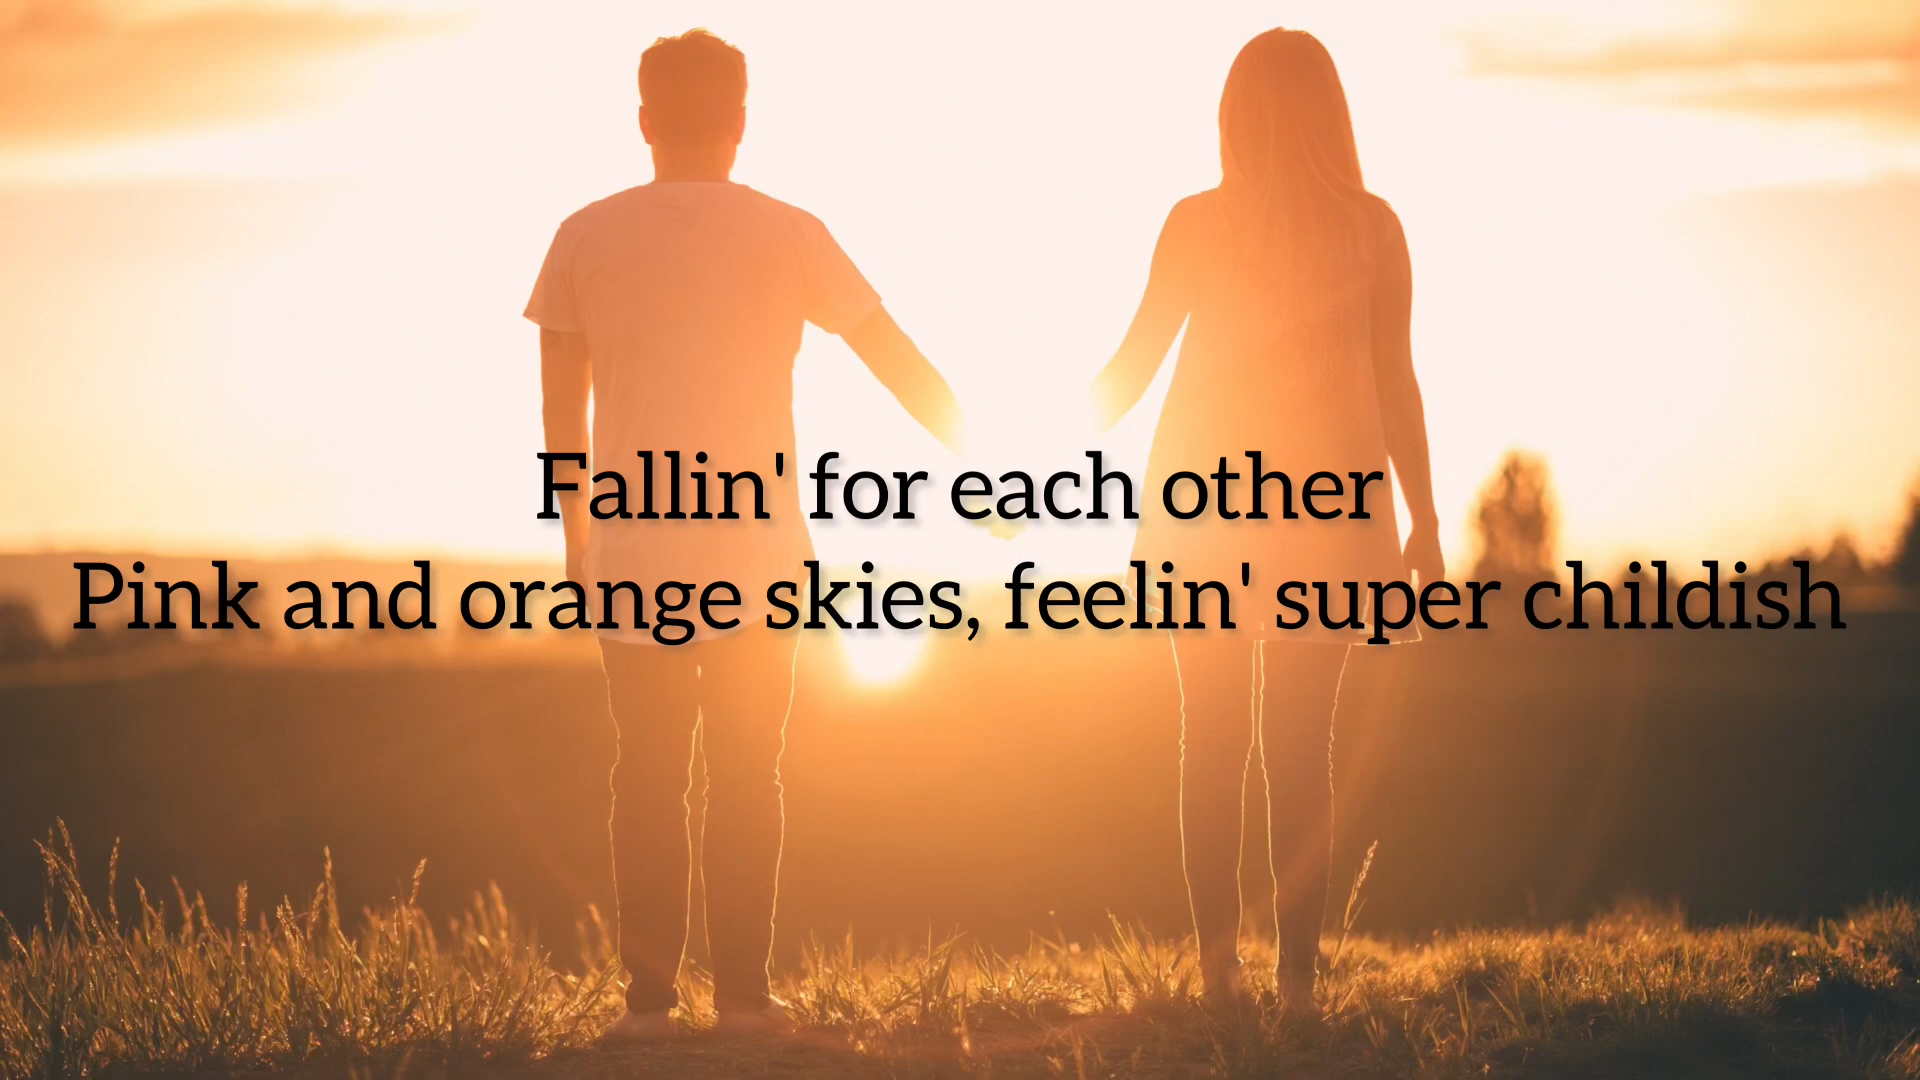 Fallin' for each other
Pink and orange skies, feelin' super childish